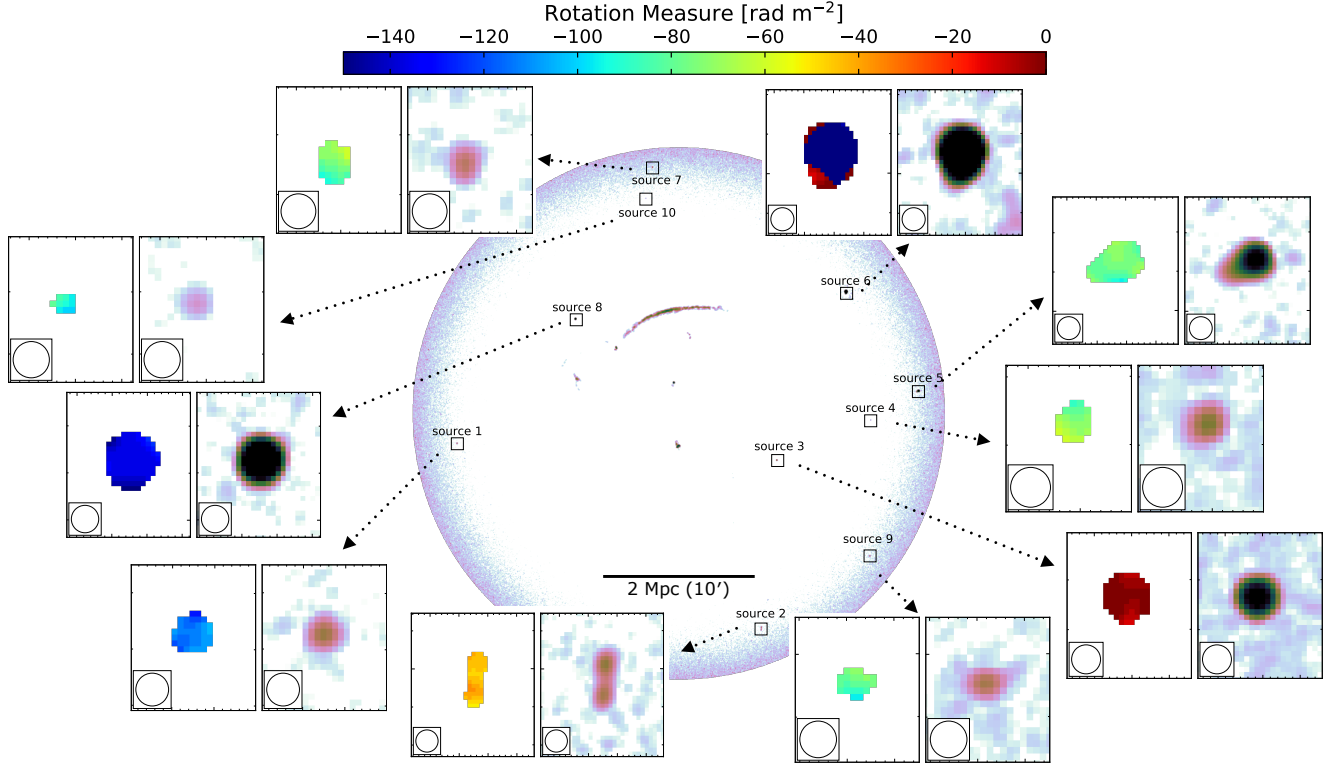 Rotation Measure [rad m⁻²]
−140 −120 −100 −80 −60 −40 −20 0
source 7
source 10
source 6
source 8
source 5
source 4
source 1
source 3
source 9
2 Mpc (10′)
source 2